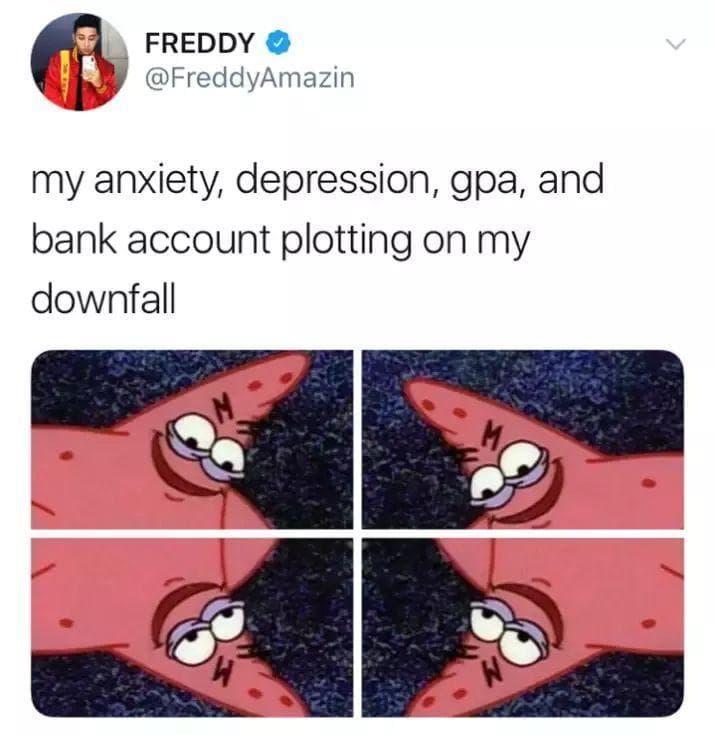 FREDDY
@FreddyAmazin
my anxiety, depression, gpa, and
bank account plotting on my
downfall